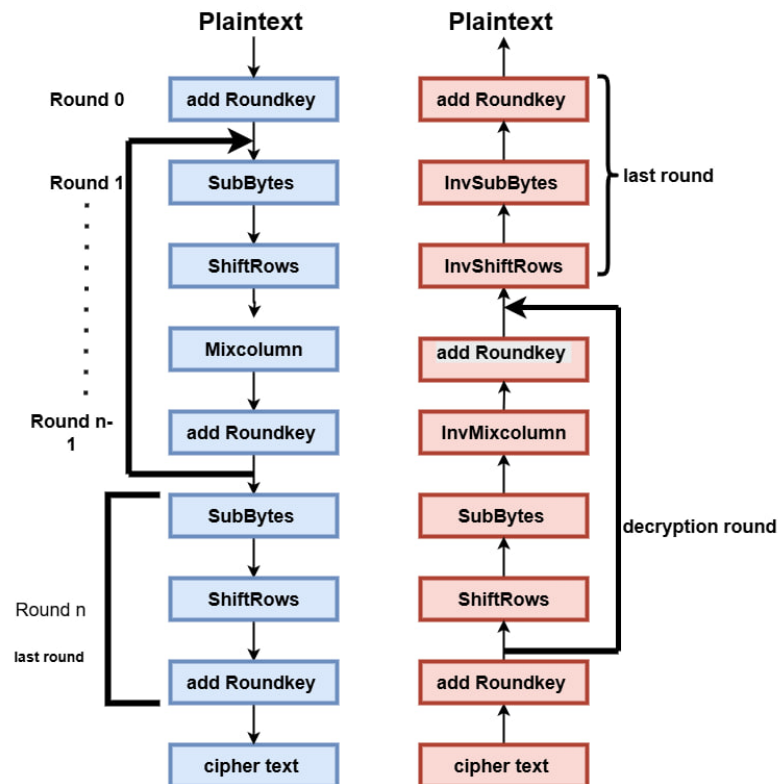 Plaintext
add Roundkey
Round 0
SubBytes
Round 1
ShiftRows
Mixcolumn
add Roundkey
Round n-
1
SubBytes
ShiftRows
Round n
last round
add Roundkey
cipher text
Plaintext
add Roundkey
InvSubBytes
last round
InvShiftRows
add Roundkey
InvMixcolumn
SubBytes
decryption round
ShiftRows
add Roundkey
cipher text